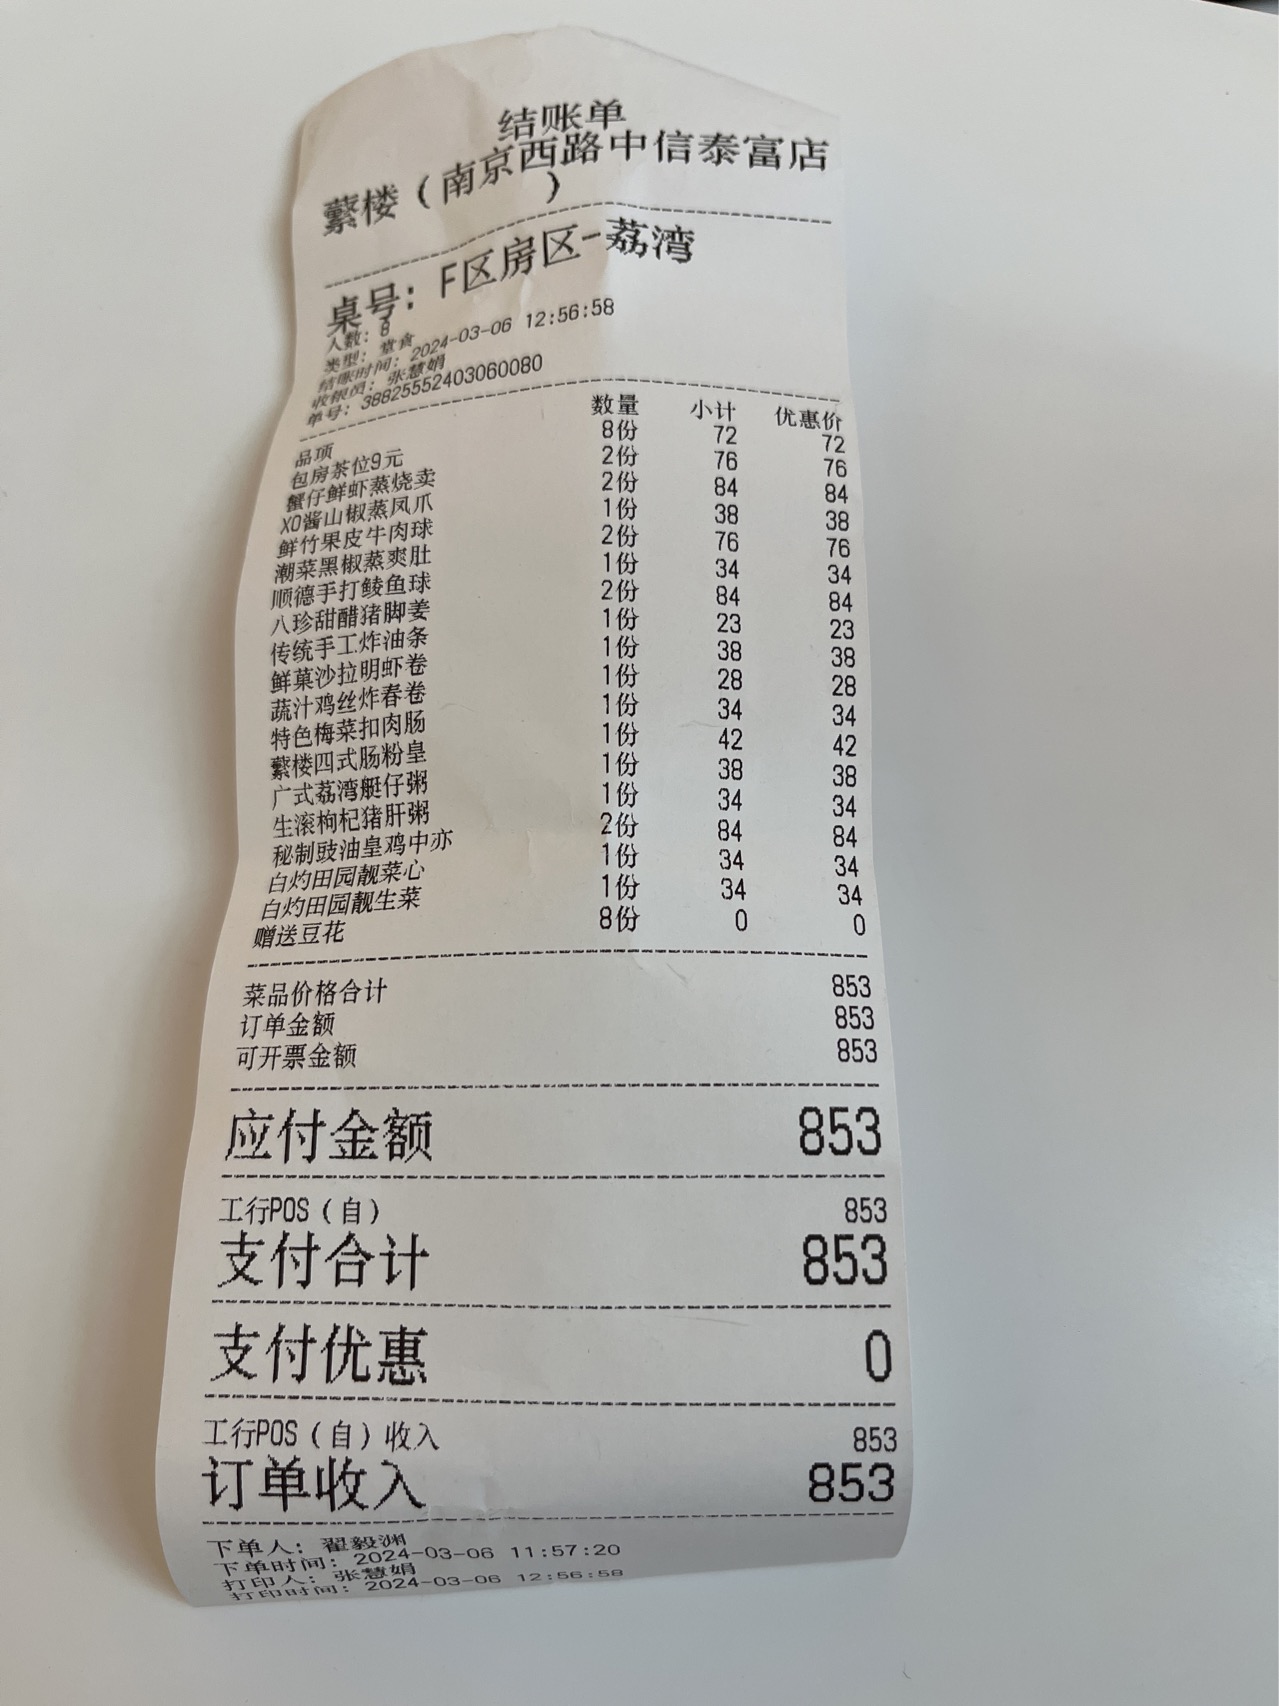 结账单
蘩楼（南京西路中信泰富店
）
桌号：F区房区-荔湾
人数：8
类型：堂食
结账时间：2024-03-06 12:56:58
收银员：张慧娟
单号：38825552403060080
品项 数量 小计 优惠价
包房茶位9元 8份 72 72
蟹仔鲜虾蒸烧卖 2份 76 76
XO酱山椒蒸凤爪 2份 84 84
鲜竹果皮牛肉球 1份 38 38
潮菜黑椒蒸爽肚 2份 76 76
顺德手打鲮鱼球 1份 34 34
八珍甜醋猪脚姜 2份 84 84
传统手工炸油条 1份 23 23
鲜菓沙拉明虾卷 1份 38 38
蔬汁鸡丝炸春卷 1份 28 28
特色梅菜扣肉肠 1份 34 34
蘩楼四式肠粉皇 1份 42 42
广式荔湾艇仔粥 1份 38 38
生滚枸杞猪肝粥 1份 34 34
秘制豉油皇鸡中亦 2份 84 84
白灼田园靓菜心 1份 34 34
白灼田园靓生菜 1份 34 34
赠送豆花 8份 0 0
菜品价格合计 853
订单金额 853
可开票金额 853
应付金额 853
工行POS（自） 853
支付合计 853
支付优惠 0
工行POS（自）收入 853
订单收入 853
下单人：翟毅渊
下单时间：2024-03-06 11:57:20
打印人：张慧娟
打印时间：2024-03-06 12:56:58